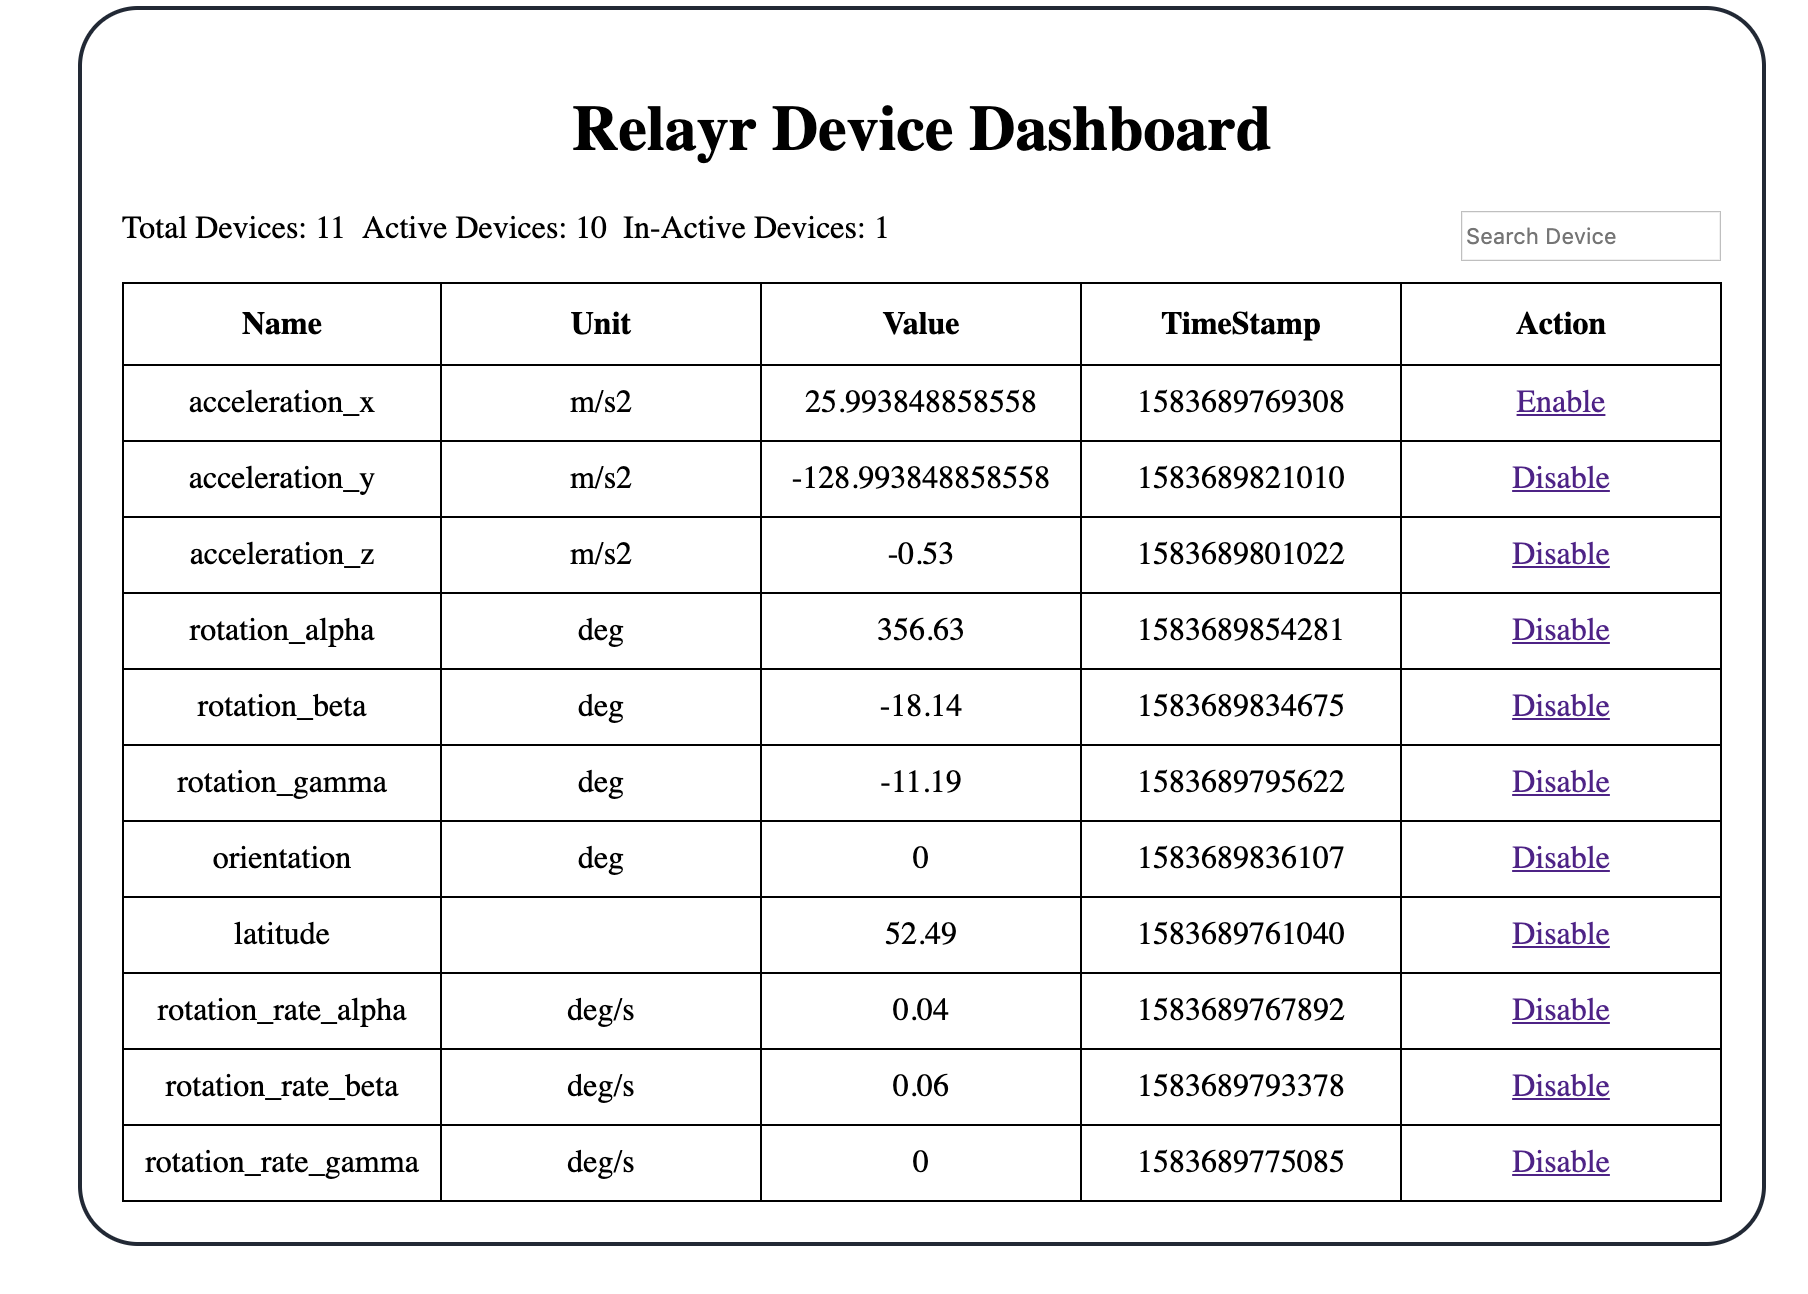 Relayr Device Dashboard
Total Devices: 11 Active Devices: 10 In-Active Devices: 1
Search Device
Name Unit Value TimeStamp Action
acceleration_x m/s2 25.993848858558 1583689769308 Enable
acceleration_y m/s2 -128.993848858558 1583689821010 Disable
acceleration_z m/s2 -0.53 1583689801022 Disable
rotation_alpha deg 356.63 1583689854281 Disable
rotation_beta deg -18.14 1583689834675 Disable
rotation_gamma deg -11.19 1583689795622 Disable
orientation deg 0 1583689836107 Disable
latitude 52.49 1583689761040 Disable
rotation_rate_alpha deg/s 0.04 1583689767892 Disable
rotation_rate_beta deg/s 0.06 1583689793378 Disable
rotation_rate_gamma deg/s 0 1583689775085 Disable